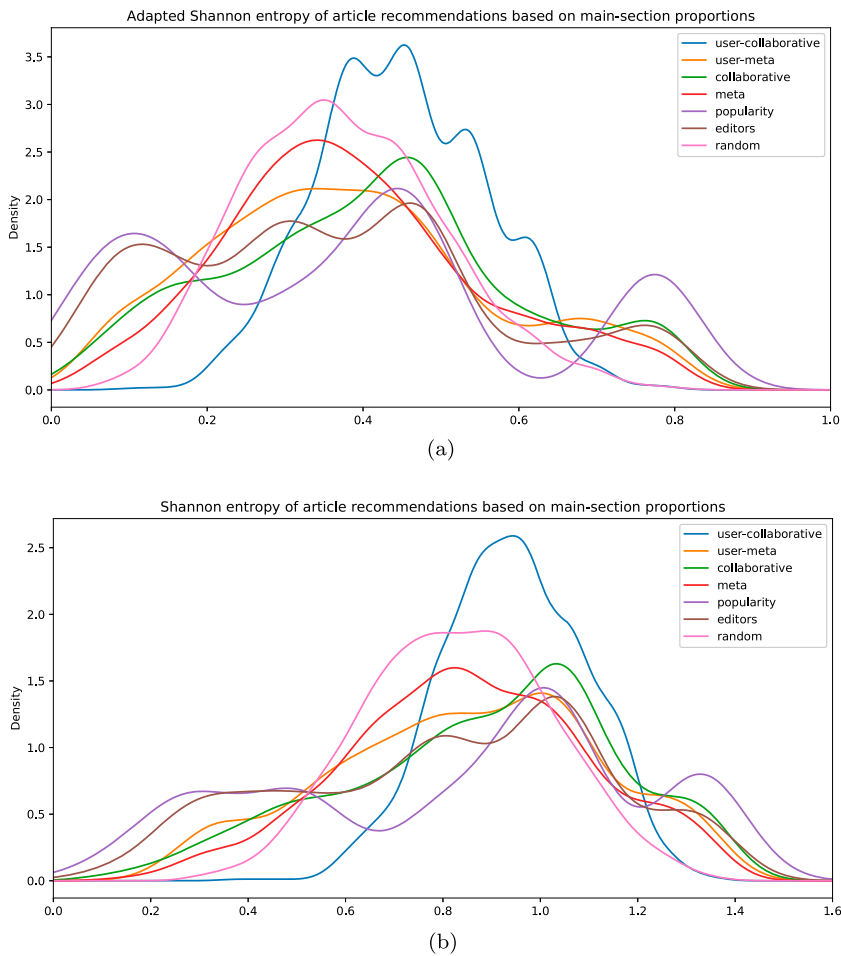 Adapted Shannon entropy of article recommendations based on main-section proportions
3.5
3.0
2.5
2.0
1.5
1.0
0.5
0.0
Density
user-collaborative
user-meta
collaborative
meta
popularity
editors
random
0.0 0.2 0.4 0.6 0.8 1.0
(a)
Shannon entropy of article recommendations based on main-section proportions
2.5
2.0
1.5
1.0
0.5
0.0
Density
user-collaborative
user-meta
collaborative
meta
popularity
editors
random
0.0 0.2 0.4 0.6 0.8 1.0 1.2 1.4 1.6
(b)